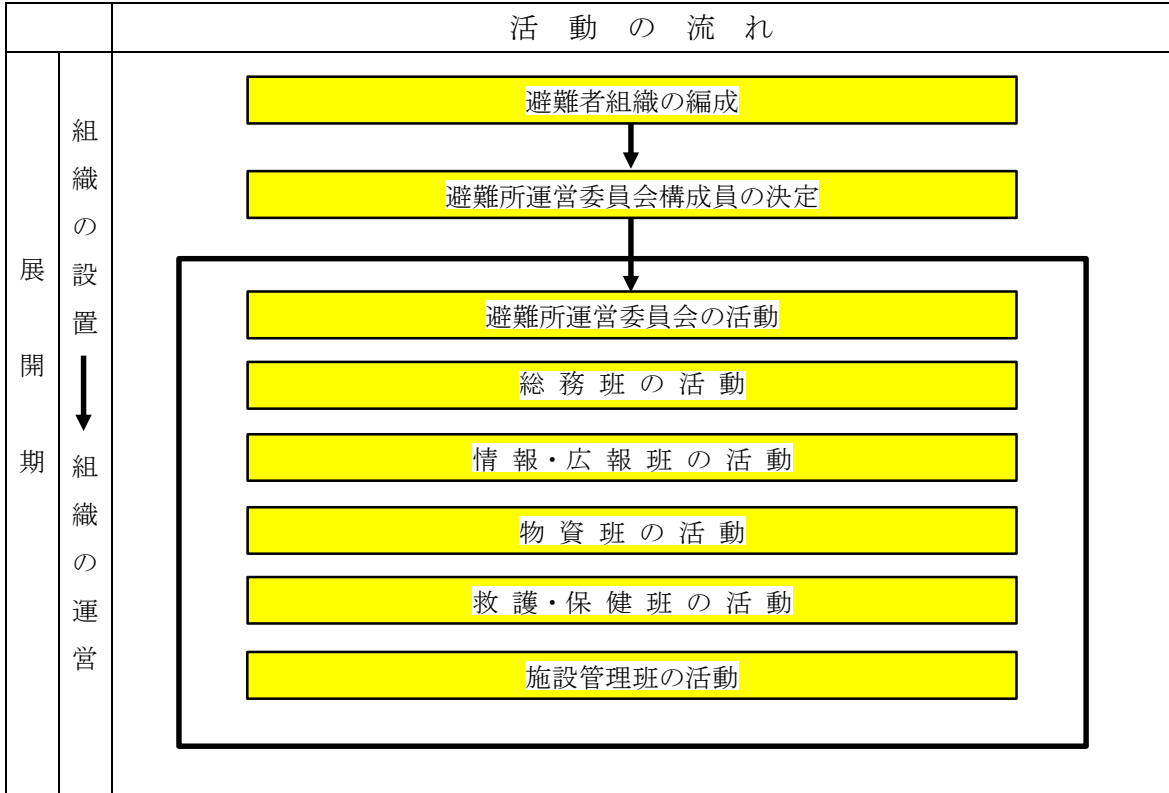 活動の流れ
展開期
組織の設置
組織の運営
避難者組織の編成
避難所運営委員会構成員の決定
避難所運営委員会の活動
総務班の活動
情報・広報班の活動
物資班の活動
救護・保健班の活動
施設管理班の活動